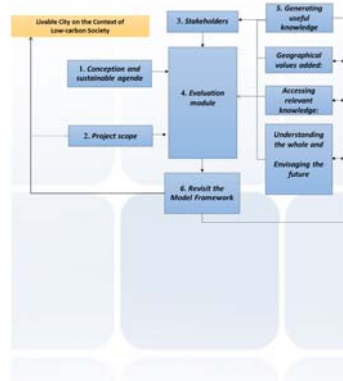 Livable City on the Context of
Low-carbon Society
3. Stakeholders
5. Generating
useful
knowledge
1. Conception and
sustainable agenda
Geographical
values added:
4. Evaluation
module
Accessing
relevant
knowledge:
2. Project scope
Understanding
the whole and
Envisaging the
future
6. Revisit the
Model Framework